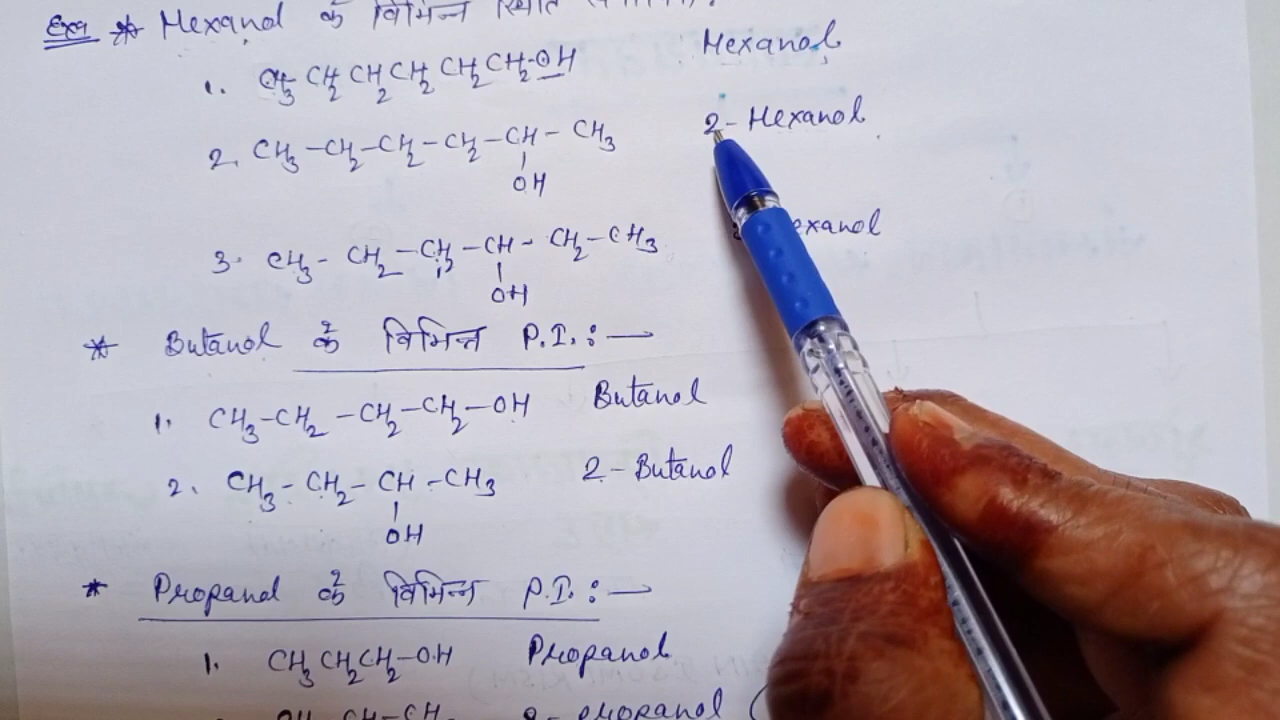 Exa * Hexanol के विभिन्न स्थिति
1. CH3 CH2 CH2 CH2 CH2 CH2-OH Hexanol
2. CH3 -CH2-CH2-CH2-CH- CH3 2-Hexanol
OH
3. CH3- CH2-CH2-CH- CH2-CH3 exanol
OH
* Butanol के विभिन्न P.I.:→
1. CH3-CH2-CH2-CH2-OH Butanol
2. CH3- CH2- CH -CH3 2-Butanol
OH
* Propanol के विभिन्न P.I.:→
1. CH3 CH2 CH2-OH Propanol
propanol (